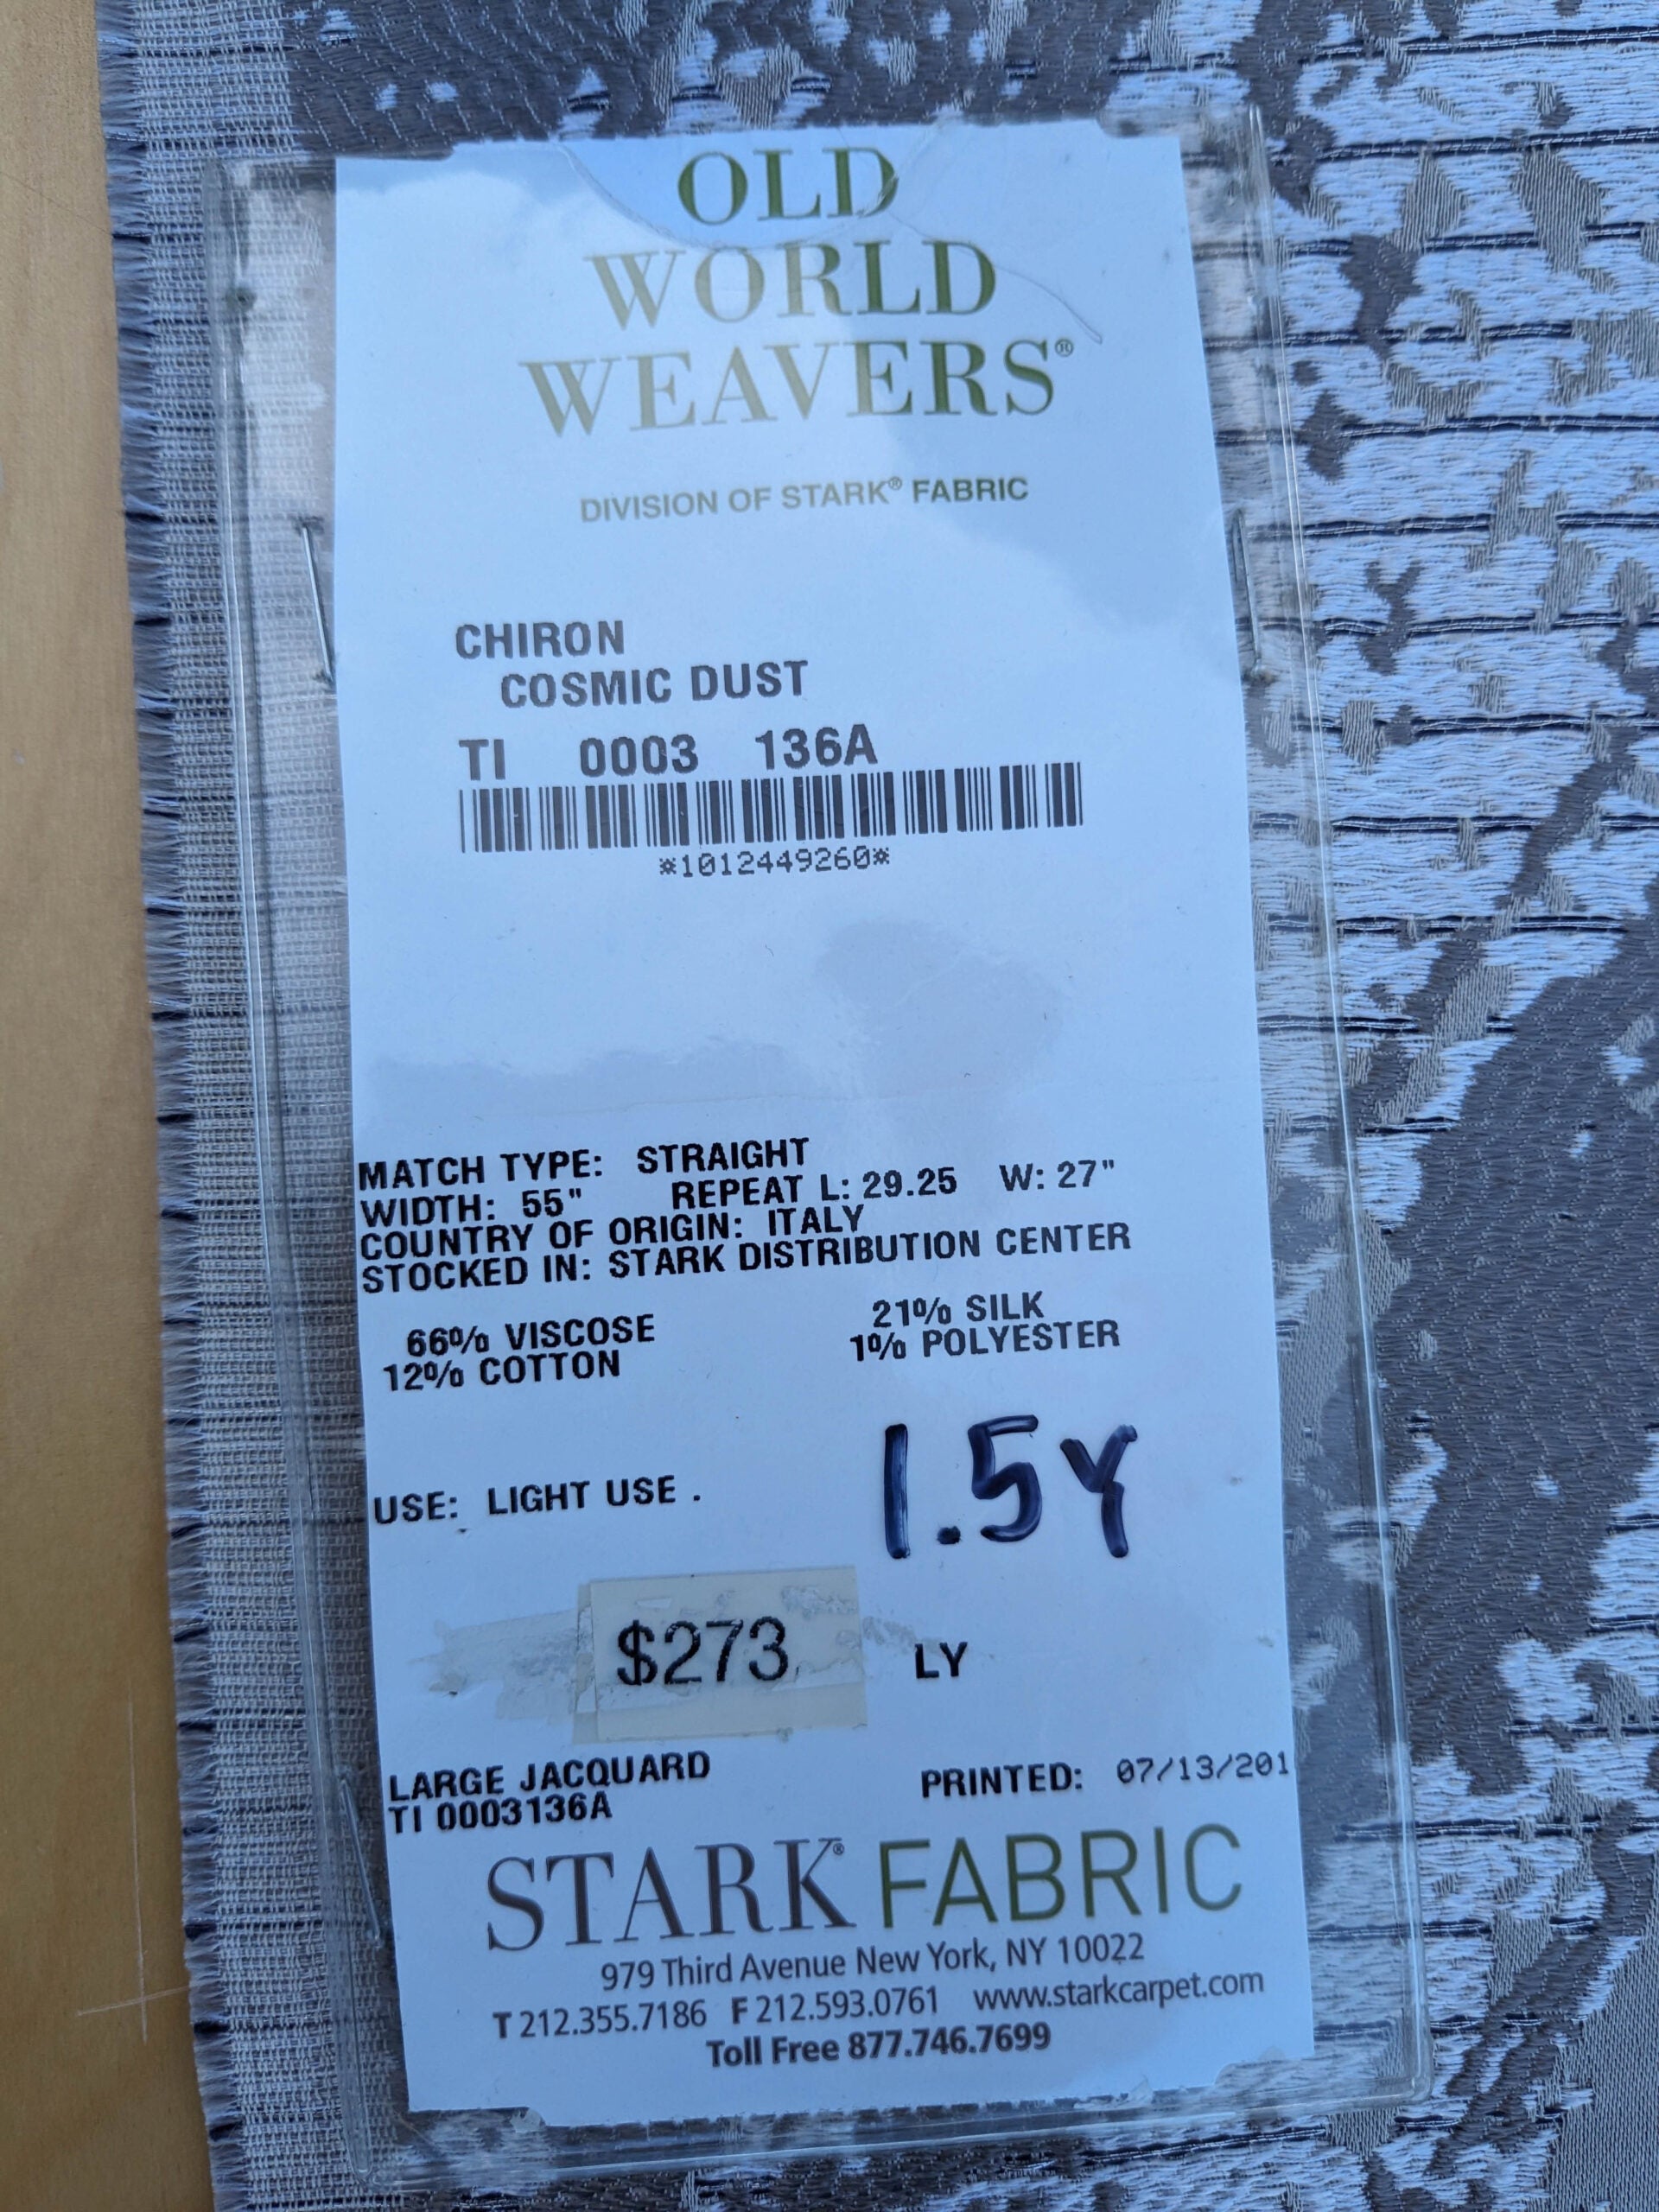 OLD
WORLD
WEAVERS®
DIVISION OF STARK® FABRIC
CHIRON
COSMIC DUST
TI 0003 136A
*1012449260*
MATCH TYPE: STRAIGHT
WIDTH: 55" REPEAT L: 29.25 W: 27"
COUNTRY OF ORIGIN: ITALY
STOCKED IN: STARK DISTRIBUTION CENTER
66% VISCOSE 21% SILK
12% COTTON 1% POLYESTER
1.5Y
USE: LIGHT USE .
$273 LY
LARGE JACQUARD PRINTED: 07/13/201
TI 0003136A
STARK® FABRIC
979 Third Avenue New York, NY 10022
T 212.355.7186 F 212.593.0761 www.starkcarpet.com
Toll Free 877.746.7699